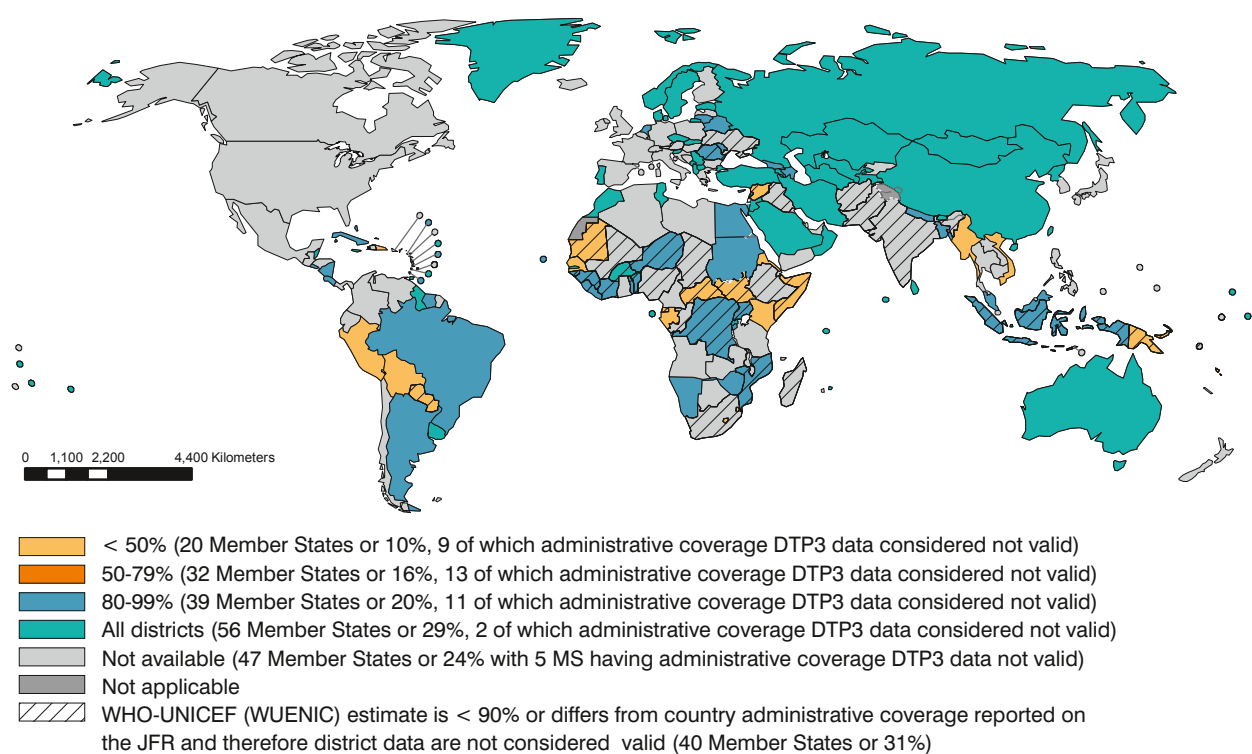 0 1,100 2,200 4,400 Kilometers
< 50% (20 Member States or 10%, 9 of which administrative coverage DTP3 data considered not valid)
50-79% (32 Member States or 16%, 13 of which administrative coverage DTP3 data considered not valid)
80-99% (39 Member States or 20%, 11 of which administrative coverage DTP3 data considered not valid)
All districts (56 Member States or 29%, 2 of which administrative coverage DTP3 data considered not valid)
Not available (47 Member States or 24% with 5 MS having administrative coverage DTP3 data not valid)
Not applicable
WHO-UNICEF (WUENIC) estimate is < 90% or differs from country administrative coverage reported on
the JFR and therefore district data are not considered valid (40 Member States or 31%)